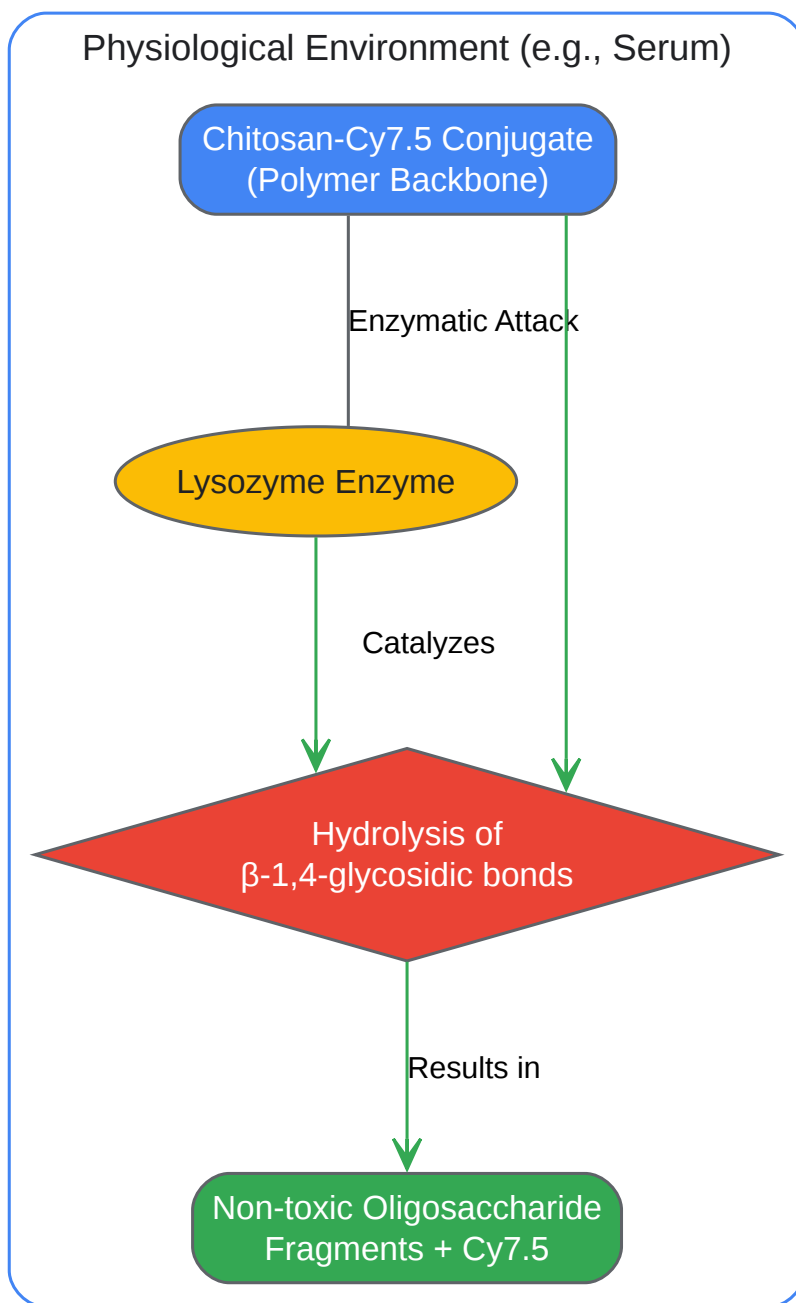 Physiological Environment (e.g., Serum)
Chitosan-Cy7.5 Conjugate
(Polymer Backbone)
Enzymatic Attack
Lysozyme Enzyme
Catalyzes
Hydrolysis of
β-1,4-glycosidic bonds
Results in
Non-toxic Oligosaccharide
Fragments + Cy7.5